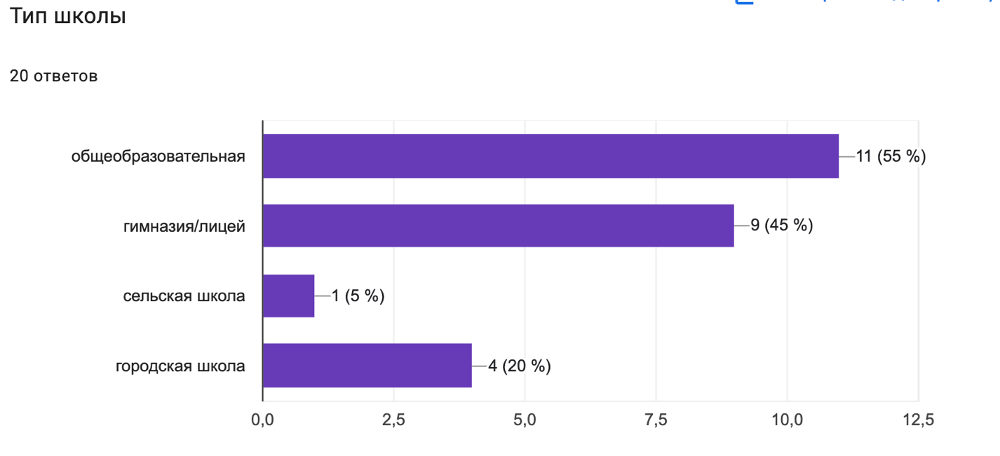 Тип школы
20 ответов
общеобразовательная
11 (55 %)
гимназия/лицей
9 (45 %)
сельская школа
1 (5 %)
городская школа
4 (20 %)
0,0 2,5 5,0 7,5 10,0 12,5